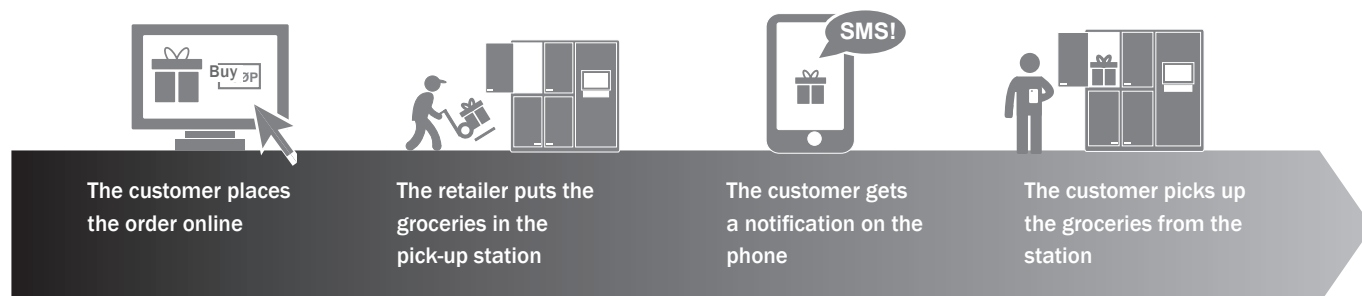 Buy
ØP
SMS!
The customer places
the order online
The retailer puts the
groceries in the
pick-up station
The customer gets
a notification on the
phone
The customer picks up
the groceries from the
station